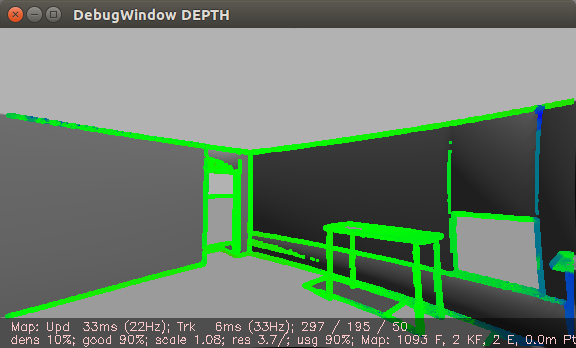 DebugWindow DEPTH
Map: Upd 33ms (22Hz); Trk 6ms (33Hz); 297 / 195 / 50
dens 10%; good 90%; scale 1.08; res 3.7/; usg 90%; Map: 1093 F, 2 KF, 2 E, 0.0m Pt